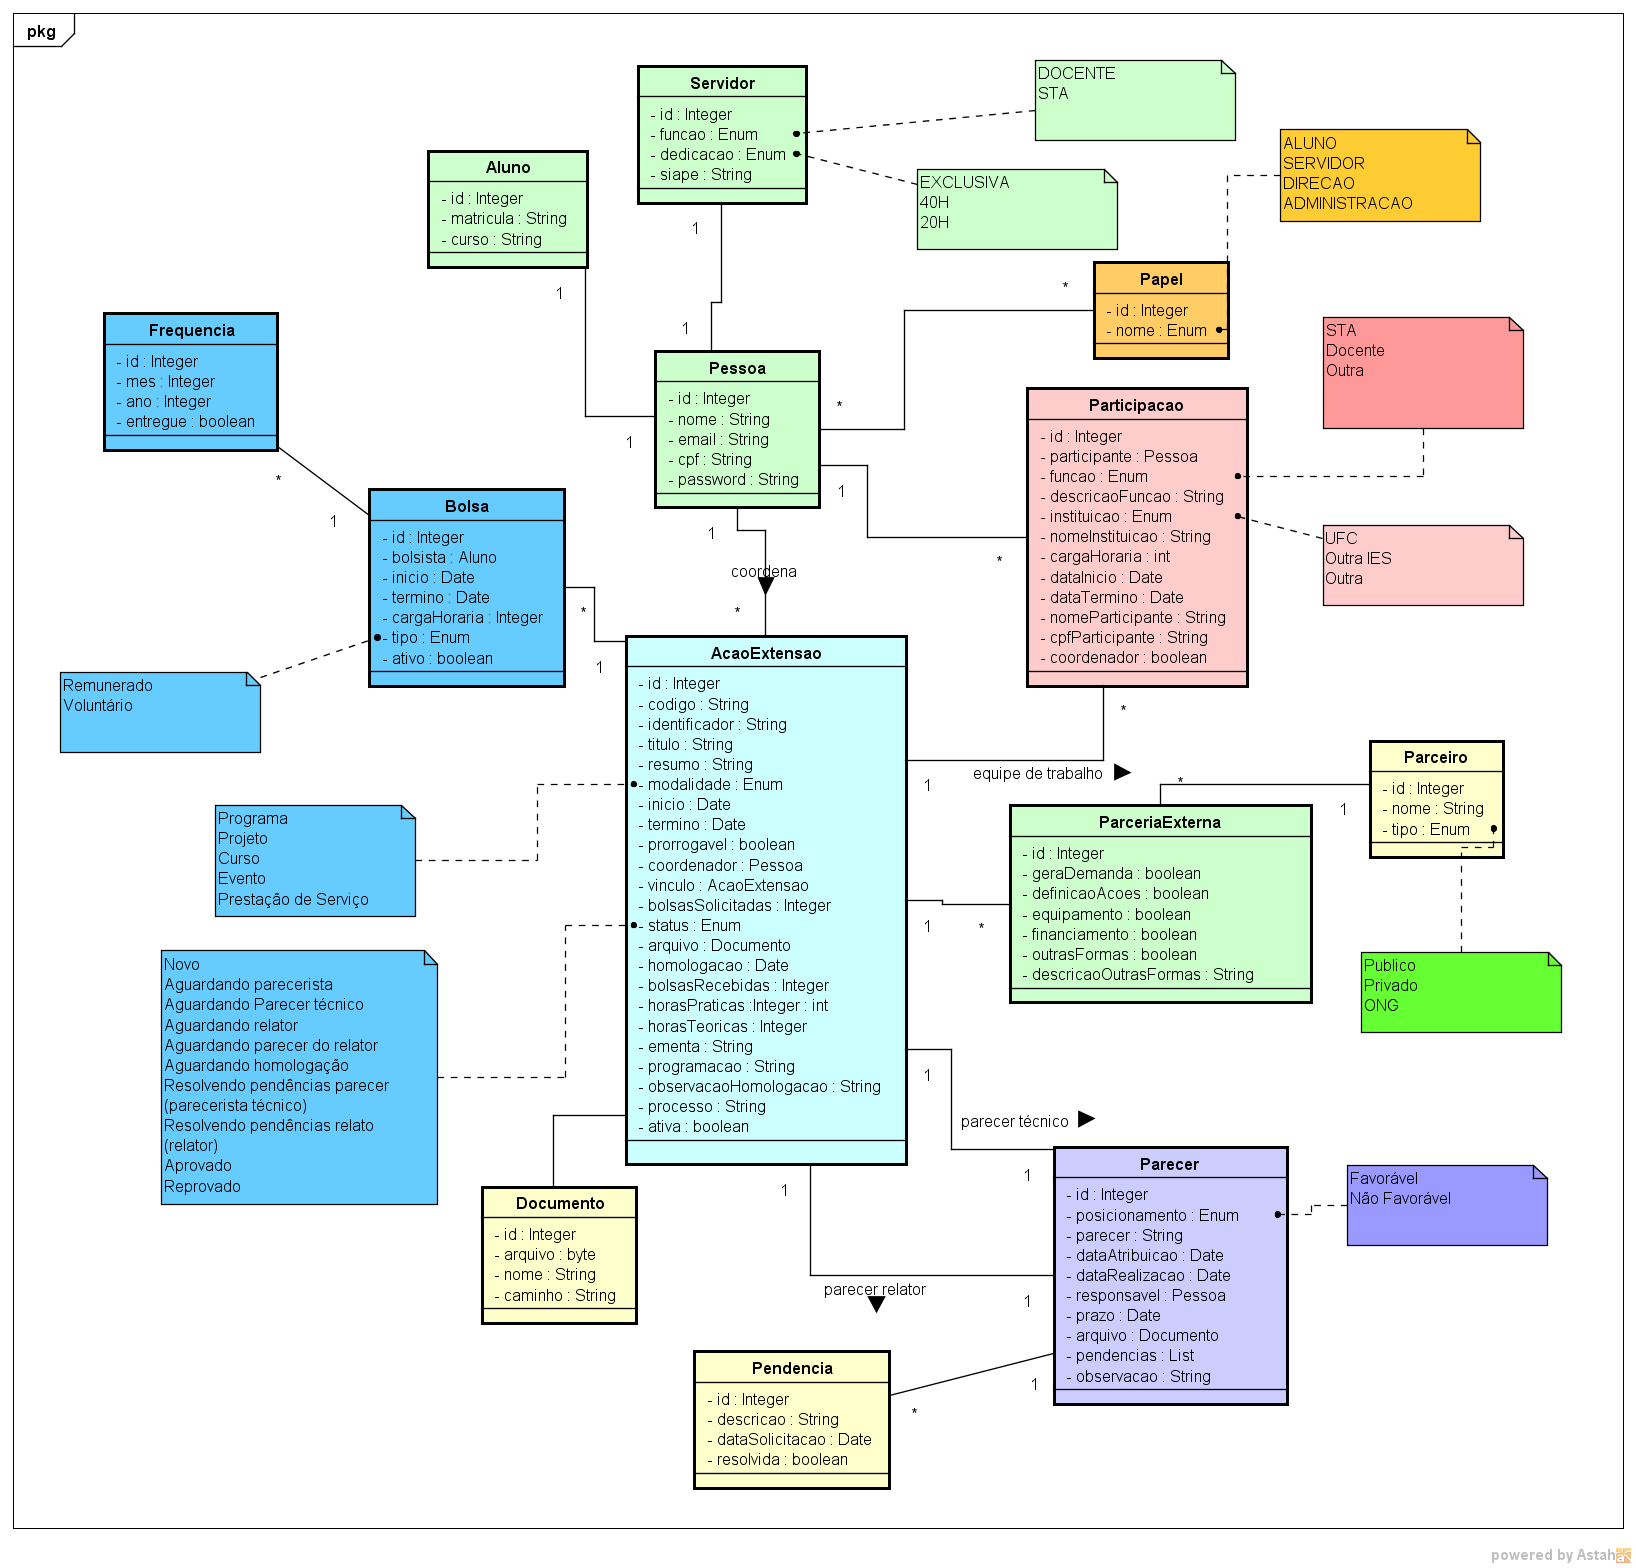 pkg
Servidor
- id : Integer
- funcao : Enum
- dedicacao : Enum
- siape : String
DOCENTE
STA
EXCLUSIVA
40H
20H
ALUNO
SERVIDOR
DIRECAO
ADMINISTRACAO
Aluno
- id : Integer
- matricula : String
- curso : String
1
1
1
1
Papel
- id : Integer
- nome : Enum
*
*
Frequencia
- id : Integer
- mes : Integer
- ano : Integer
- entregue : boolean
*
1
Pessoa
- id : Integer
- nome : String
- email : String
- cpf : String
- password : String
1
*
1
coordena
*
STA
Docente
Outra
Participacao
- id : Integer
- participante : Pessoa
- funcao : Enum
- descricaoFuncao : String
- instituicao : Enum
- nomeInstituicao : String
- cargaHoraria : int
- dataInicio : Date
- dataTermino : Date
- nomeParticipante : String
- cpfParticipante : String
- coordenador : boolean
UFC
Outra IES
Outra
Bolsa
- id : Integer
- bolsista : Aluno
- inicio : Date
- termino : Date
- cargaHoraria : Integer
- tipo : Enum
- ativo : boolean
*
1
Remunerado
Voluntário
AcaoExtensao
- id : Integer
- codigo : String
- identificador : String
- titulo : String
- resumo : String
- modalidade : Enum
- inicio : Date
- termino : Date
- prorrogavel : boolean
- coordenador : Pessoa
- vinculo : AcaoExtensao
- bolsasSolicitadas : Integer
- status : Enum
- arquivo : Documento
- homologacao : Date
- bolsasRecebidas : Integer
- horasPraticas :Integer : int
- horasTeoricas : Integer
- ementa : String
- programacao : String
- observacaoHomologacao : String
- processo : String
- ativa : boolean
*
equipe de trabalho
1
Parceiro
- id : Integer
- nome : String
- tipo : Enum
*
1
ParceriaExterna
- id : Integer
- geraDemanda : boolean
- definicaoAcoes : boolean
- equipamento : boolean
- financiamento : boolean
- outrasFormas : boolean
- descricaoOutrasFormas : String
1
*
Publico
Privado
ONG
Programa
Projeto
Curso
Evento
Prestação de Serviço
Novo
Aguardando parecerista
Aguardando Parecer técnico
Aguardando relator
Aguardando parecer do relator
Aguardando homologação
Resolvendo pendências parecer
(parecerista técnico)
Resolvendo pendências relato
(relator)
Aprovado
Reprovado
1
parecer técnico
1
Parecer
- id : Integer
- posicionamento : Enum
- parecer : String
- dataAtribuicao : Date
- dataRealizacao : Date
- responsavel : Pessoa
- prazo : Date
- arquivo : Documento
- pendencias : List
- observacao : String
Favorável
Não Favorável
Documento
- id : Integer
- arquivo : byte
- nome : String
- caminho : String
1
parecer relator
1
Pendencia
- id : Integer
- descricao : String
- dataSolicitacao : Date
- resolvida : boolean
1
*
powered by Astah